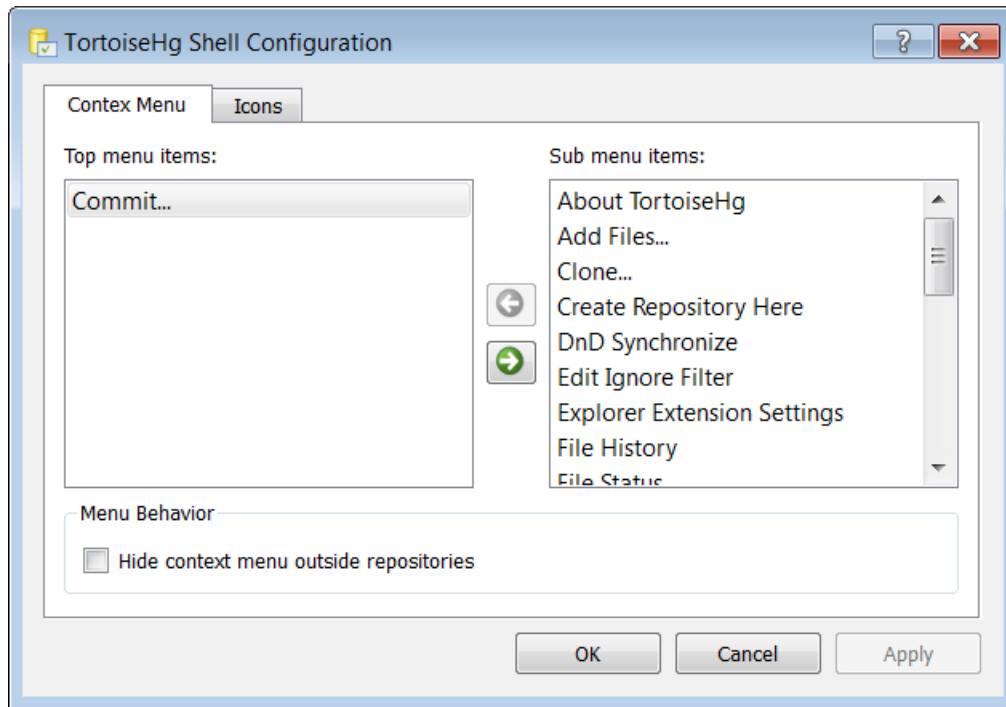 TortoiseHg Shell Configuration
Contex Menu
Icons
Top menu items:
Commit...
Sub menu items:
About TortoiseHg
Add Files...
Clone...
Create Repository Here
DnD Synchronize
Edit Ignore Filter
Explorer Extension Settings
File History
File Status
Menu Behavior
Hide context menu outside repositories
OK
Cancel
Apply